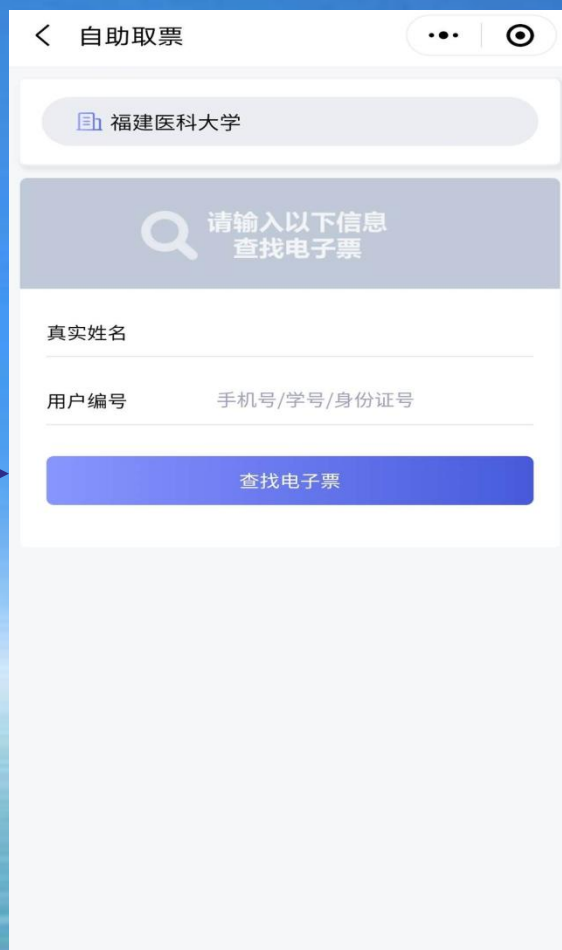 自助取票
福建医科大学
请输入以下信息
查找电子票
真实姓名
用户编号 手机号/学号/身份证号
查找电子票